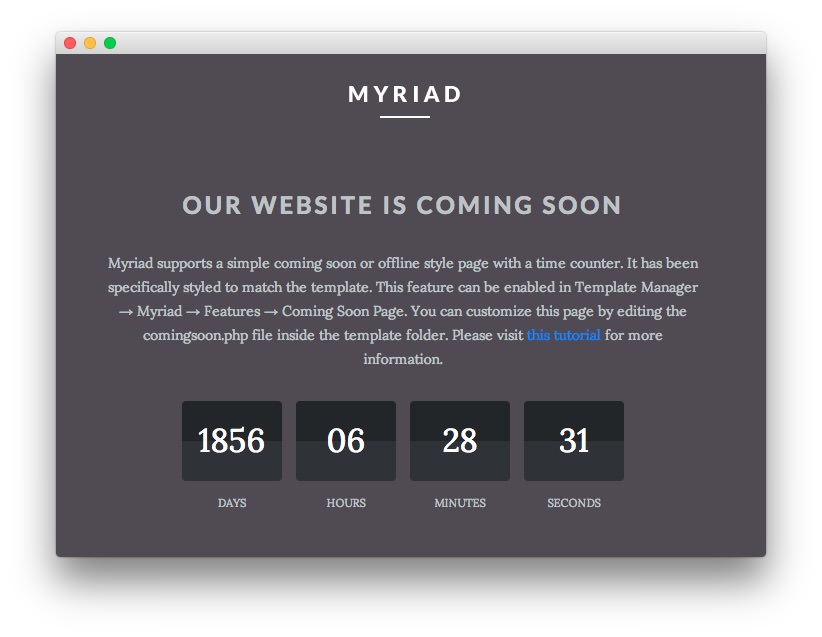 MYRIAD
OUR WEBSITE IS COMING SOON
Myriad supports a simple coming soon or offline style page with a time counter. It has been
specifically styled to match the template. This feature can be enabled in Template Manager
→ Myriad → Features → Coming Soon Page. You can customize this page by editing the
comingsoon.php file inside the template folder. Please visit this tutorial for more
information.
1856 06 28 31
DAYS HOURS MINUTES SECONDS